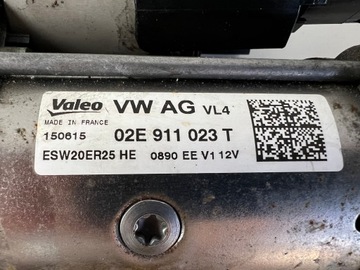 Valeo VW AG VL4
MADE IN FRANCE
150615 02E 911 023 T
ESW20ER25 HE 0890 EE V1 12V